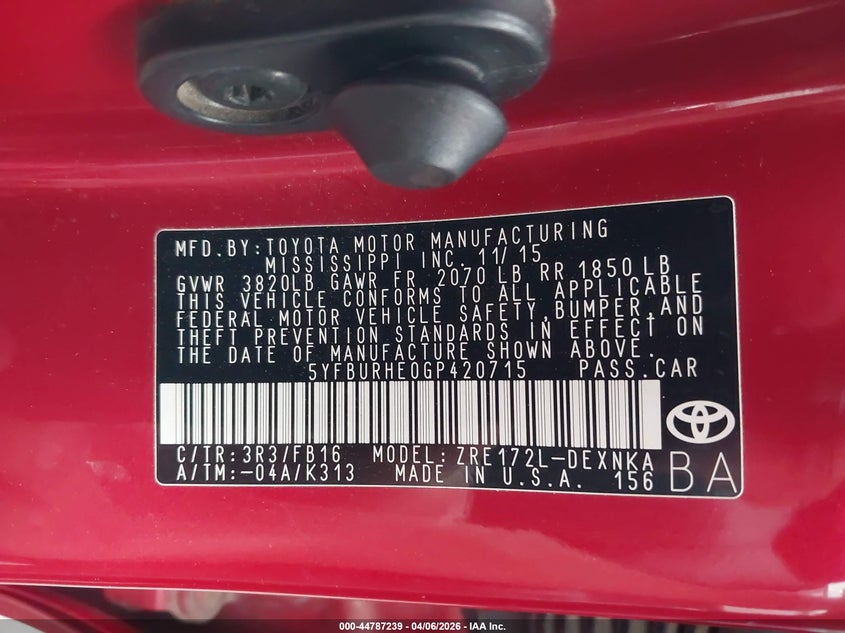 MFD.BY:TOYOTA MOTOR MANUFACTURING
MISSISSIPPI INC. 11/15
GVWR 3820LB GAWR FR 2070 LB RR 1850 LB
THIS VEHICLE CONFORMS TO ALL APPLICABLE
FEDERAL MOTOR VEHICLE SAFETY,BUMPER,AND
THEFT PREVENTION STANDARDS IN EFFECT ON
THE DATE OF MANUFACTURE SHOWN ABOVE.
5YFBURHE0GP420715 PASS.CAR
C/TR:3R3/FB16 MODEL:ZRE172L-DEXNKA
A/TM:-04A/K313 MADE IN U.S.A. 156
BA
000-44787239 - 04/06/2026 - IAA Inc.